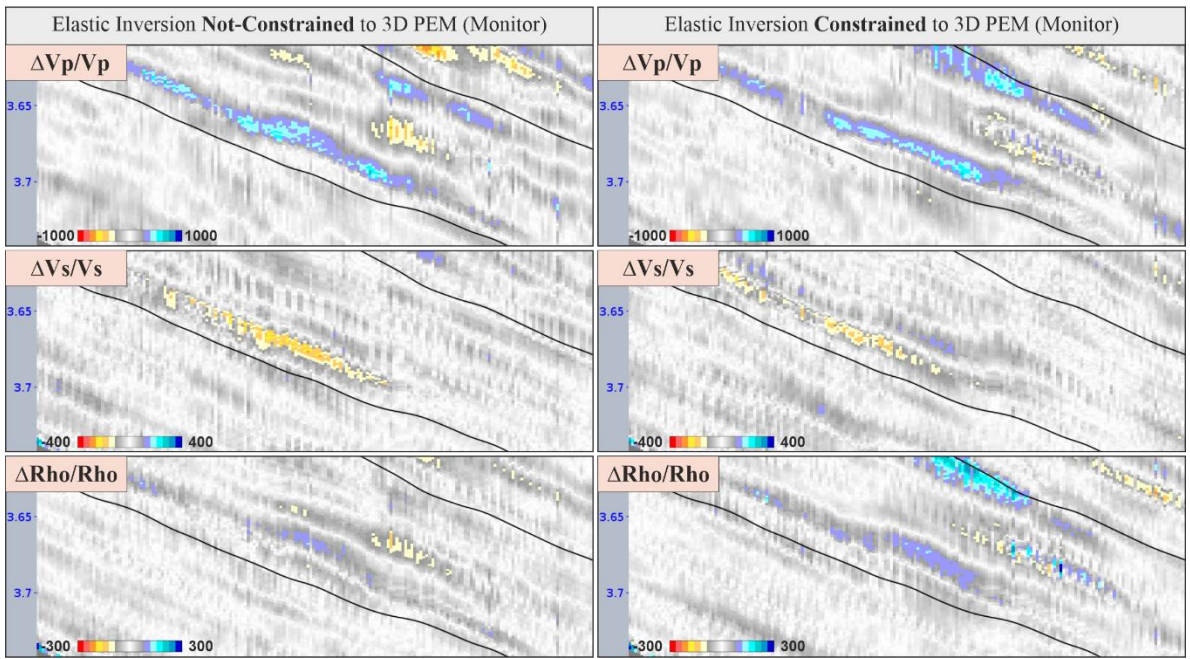 Elastic Inversion Not-Constrained to 3D PEM (Monitor)
ΔVp/Vp
3.65
3.7
-1000 1000
ΔVs/Vs
3.65
3.7
-400 400
ΔRho/Rho
3.65
3.7
-300 300
Elastic Inversion Constrained to 3D PEM (Monitor)
ΔVp/Vp
3.65
3.7
-1000 1000
ΔVs/Vs
3.65
3.7
-400 400
ΔRho/Rho
3.65
3.7
-300 300